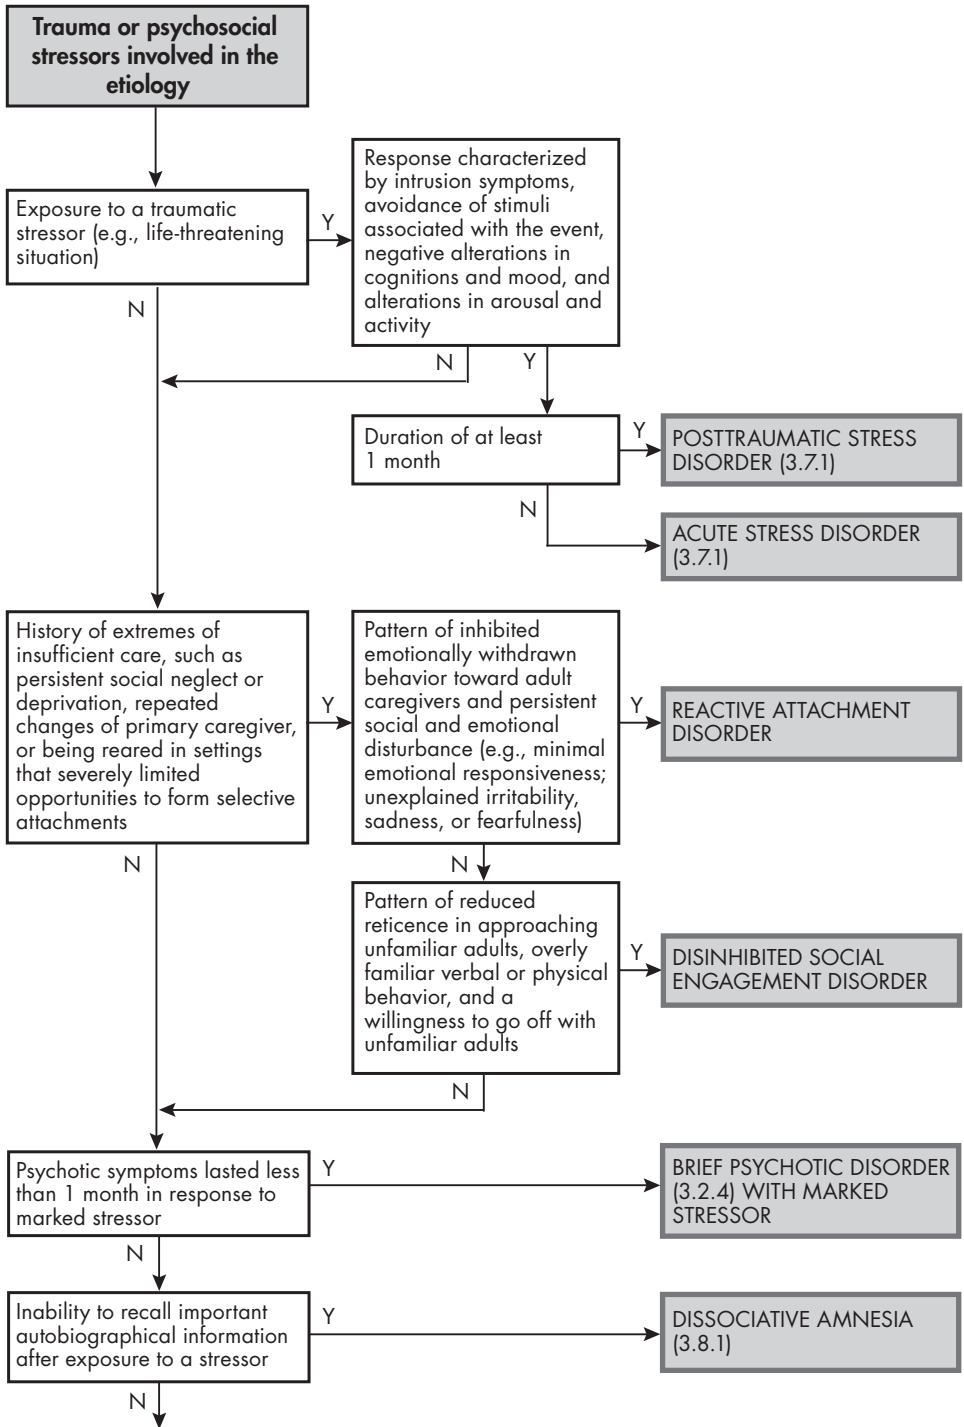 Trauma or psychosocial
stressors involved in the
etiology
Exposure to a traumatic
stressor (e.g., life-threatening
situation)
Y
Response characterized
by intrusion symptoms,
avoidance of stimuli
associated with the event,
negative alterations in
cognitions and mood, and
alterations in arousal and
activity
N
N
Y
Duration of at least
1 month
Y
POSTTRAUMATIC STRESS
DISORDER (3.7.1)
N
ACUTE STRESS DISORDER
(3.7.1)
History of extremes of
insufficient care, such as
persistent social neglect or
deprivation, repeated
changes of primary caregiver,
or being reared in settings
that severely limited
opportunities to form selective
attachments
Y
Pattern of inhibited
emotionally withdrawn
behavior toward adult
caregivers and persistent
social and emotional
disturbance (e.g., minimal
emotional responsiveness;
unexplained irritability,
sadness, or fearfulness)
Y
REACTIVE ATTACHMENT
DISORDER
N
N
Pattern of reduced
reticence in approaching
unfamiliar adults, overly
familiar verbal or physical
behavior, and a
willingness to go off with
unfamiliar adults
Y
DISINHIBITED SOCIAL
ENGAGEMENT DISORDER
N
Psychotic symptoms lasted less
than 1 month in response to
marked stressor
Y
BRIEF PSYCHOTIC DISORDER
(3.2.4) WITH MARKED
STRESSOR
N
Inability to recall important
autobiographical information
after exposure to a stressor
Y
DISSOCIATIVE AMNESIA
(3.8.1)
N